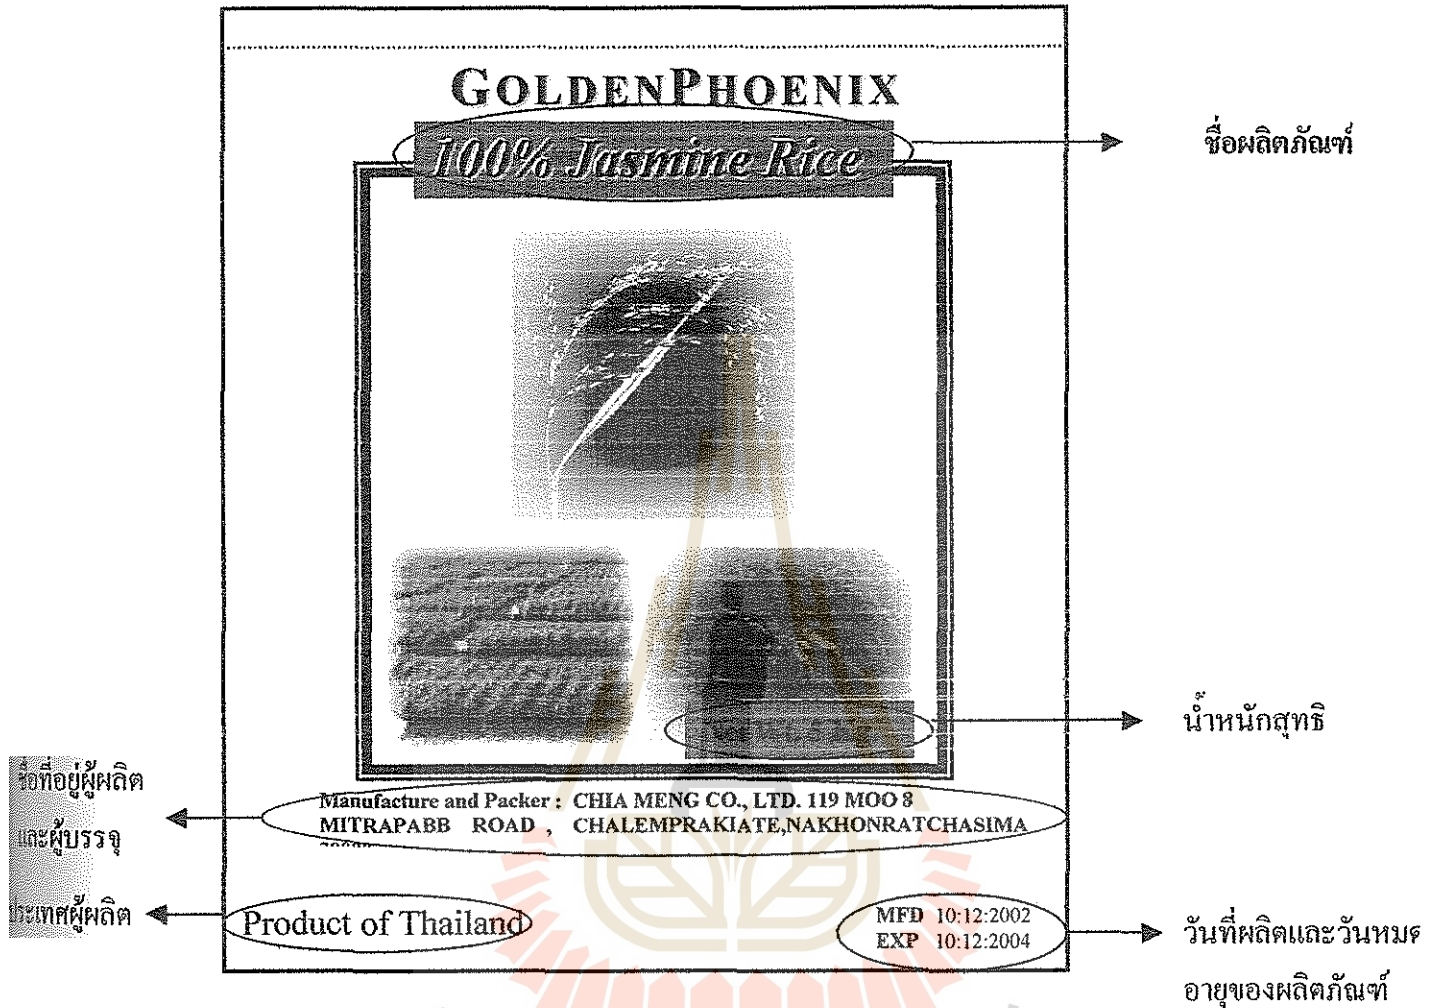 GOLDENPHOENIX
100% Jasmine Rice
ชื่อผลิตภัณฑ์
น้ำหนักสุทธิ
ชื่อที่อยู่ผู้ผลิต
และผู้บรรจุ
Manufacture and Packer : CHIA MENG CO., LTD. 119 MOO 8
MITRAPABB ROAD , CHALEMPRAKIATE,NAKHONRATCHASIMA
ประเทศผู้ผลิต
Product of Thailand
MFD 10:12:2002
EXP 10:12:2004
วันที่ผลิตและวันหมด
อายุของผลิตภัณฑ์